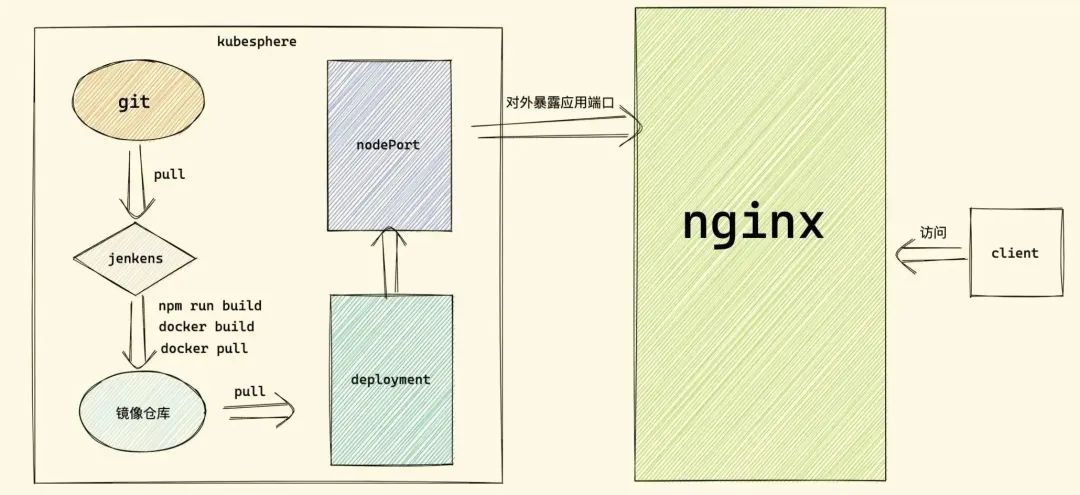 kubesphere
git
pull
jenkens
npm run build
docker build
docker pull
镜像仓库
pull
deployment
nodePort
对外暴露应用端口
nginx
访问
client